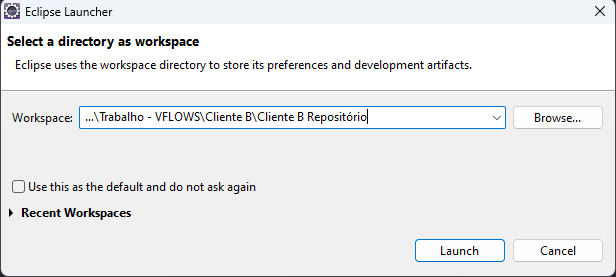 Eclipse Launcher
Select a directory as workspace
Eclipse uses the workspace directory to store its preferences and development artifacts.
Workspace: ...\Trabalho - VFLOWS\Cliente B\Cliente B Repositório Browse...
Use this as the default and do not ask again
Recent Workspaces
Launch Cancel